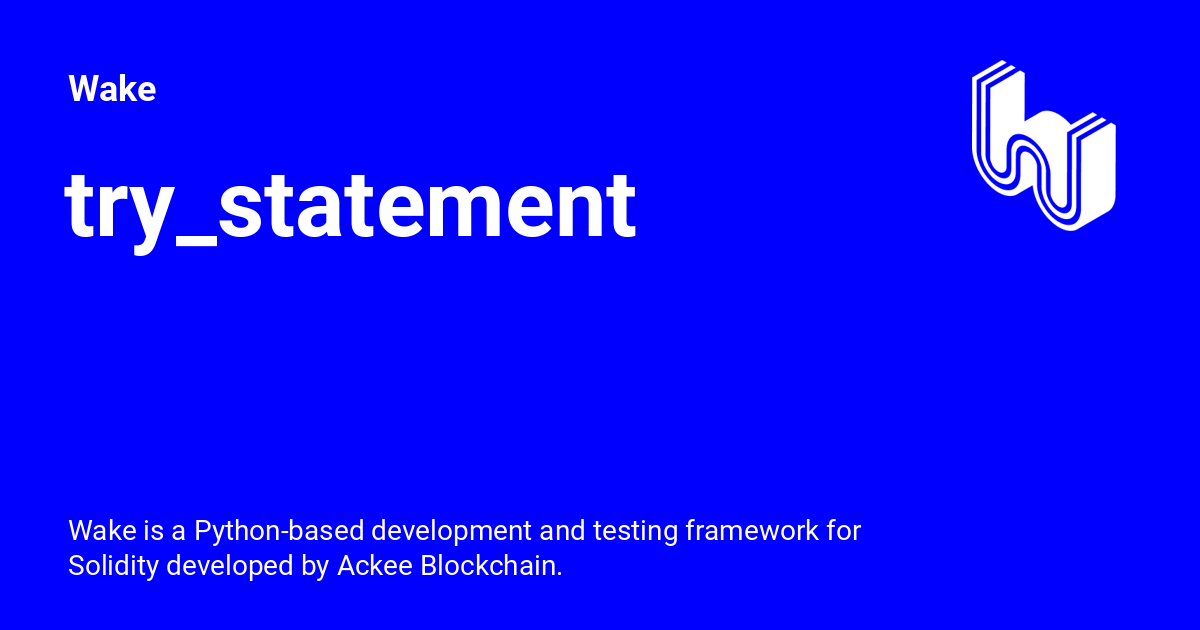 Wake
try_statement
Wake is a Python-based development and testing framework for
Solidity developed by Ackee Blockchain.